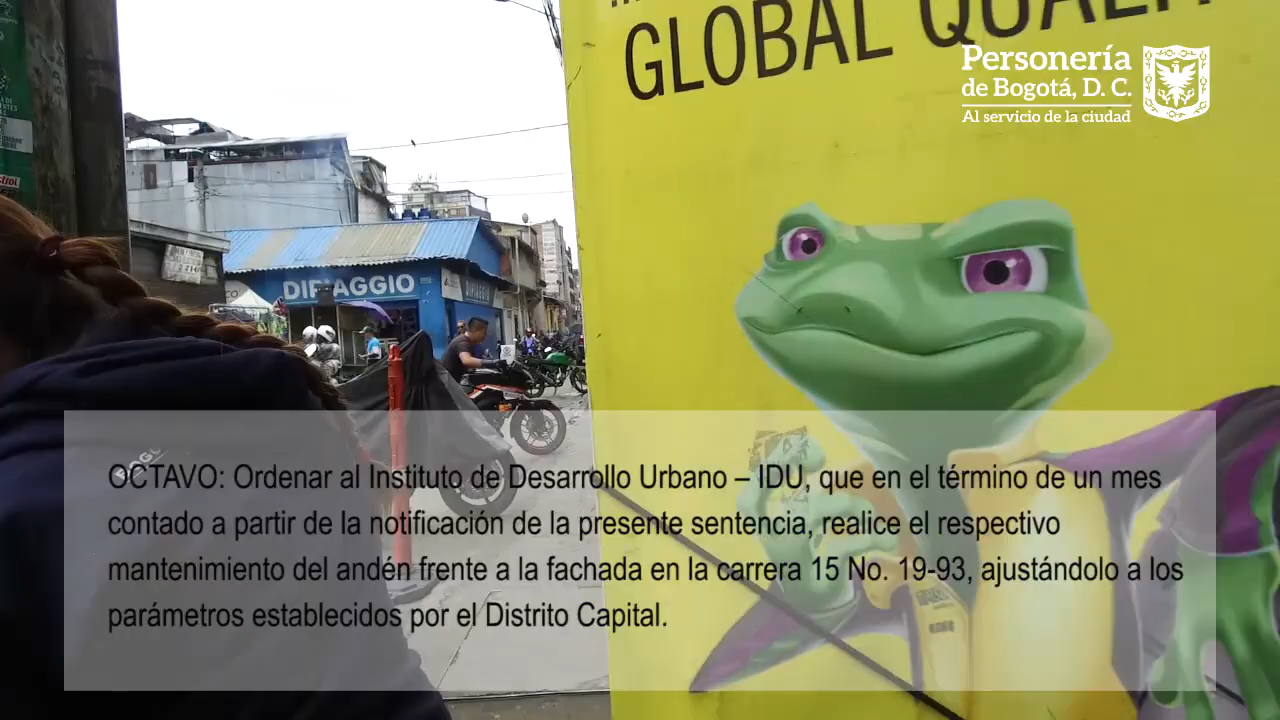 GLOBAL QUALI
Personería
de Bogotá, D. C.
Al servicio de la ciudad
DIPIAGGIO
OCTAVO: Ordenar al Instituto de Desarrollo Urbano – IDU, que en el término de un mes
contado a partir de la notificación de la presente sentencia, realice el respectivo
mantenimiento del andén frente a la fachada en la carrera 15 No. 19-93, ajustándolo a los
parámetros establecidos por el Distrito Capital.